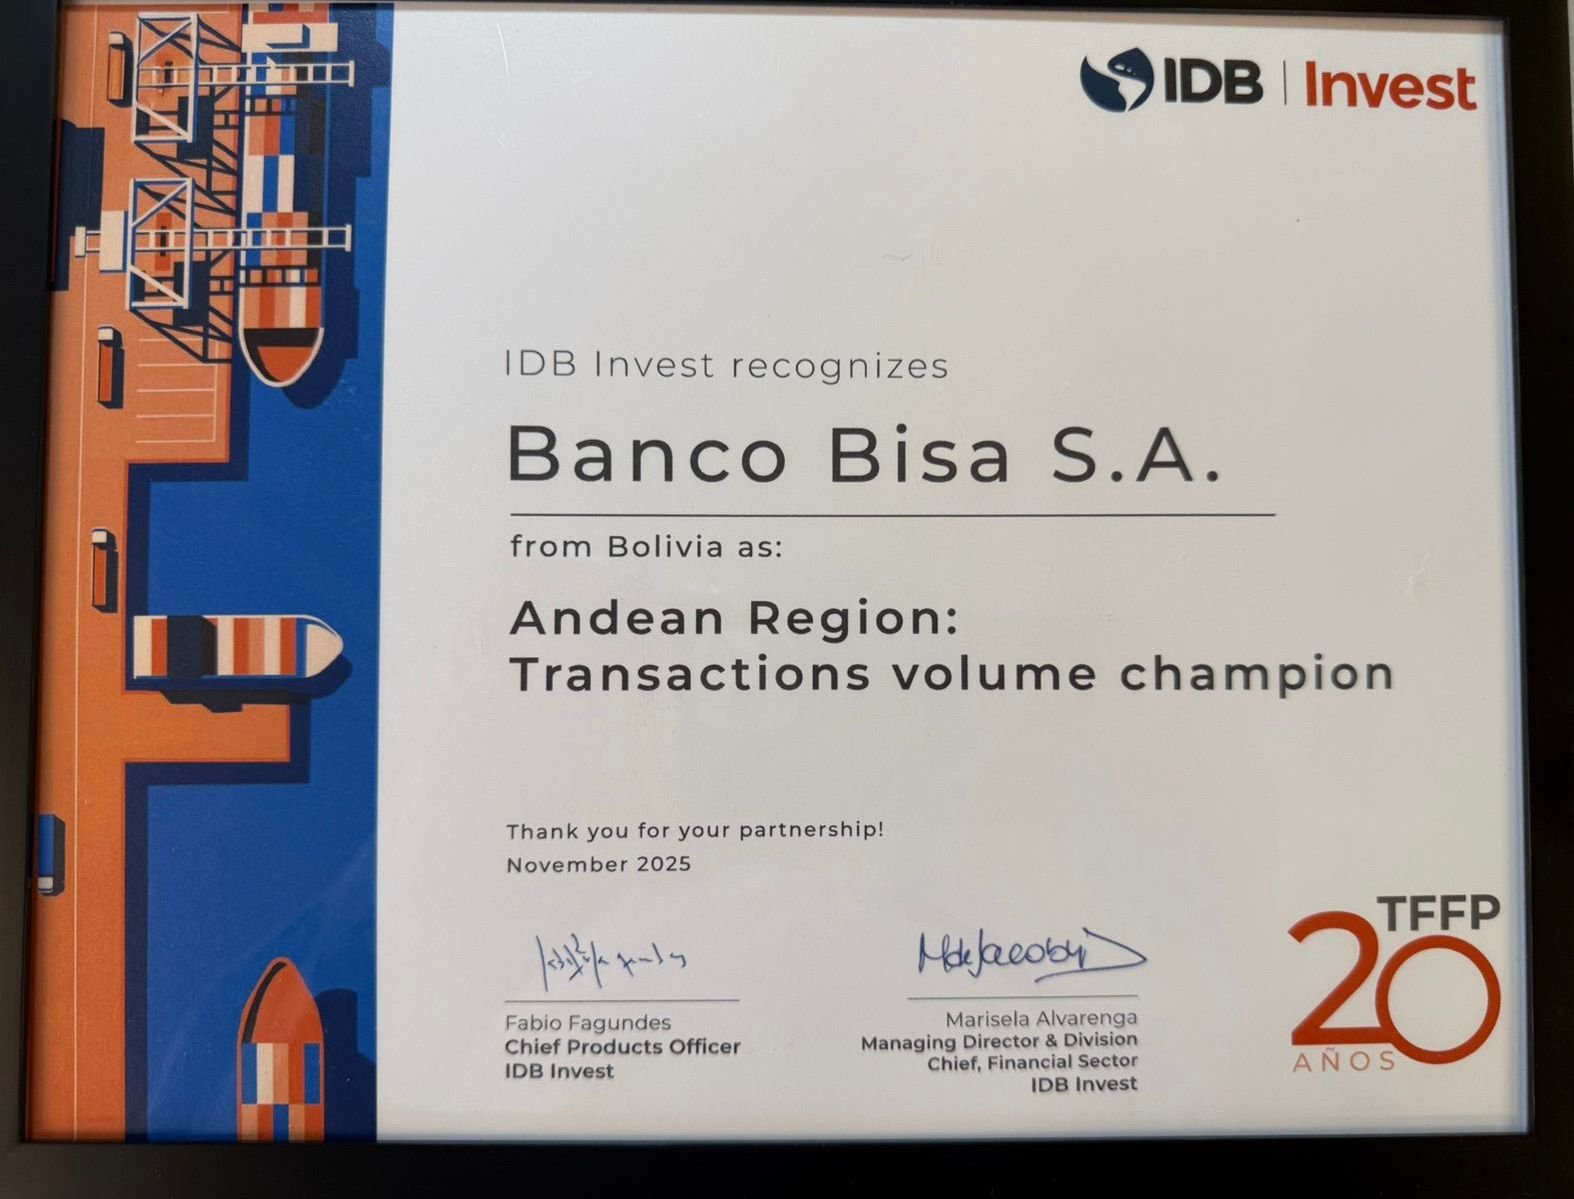 IDB | Invest
IDB Invest recognizes
Banco Bisa S.A.
from Bolivia as:
Andean Region:
Transactions volume champion
Thank you for your partnership!
November 2025
Fabio Fagundes
Chief Products Officer
IDB Invest
Marisela Alvarenga
Managing Director & Division
Chief, Financial Sector
IDB Invest
TFFP
20
AÑOS